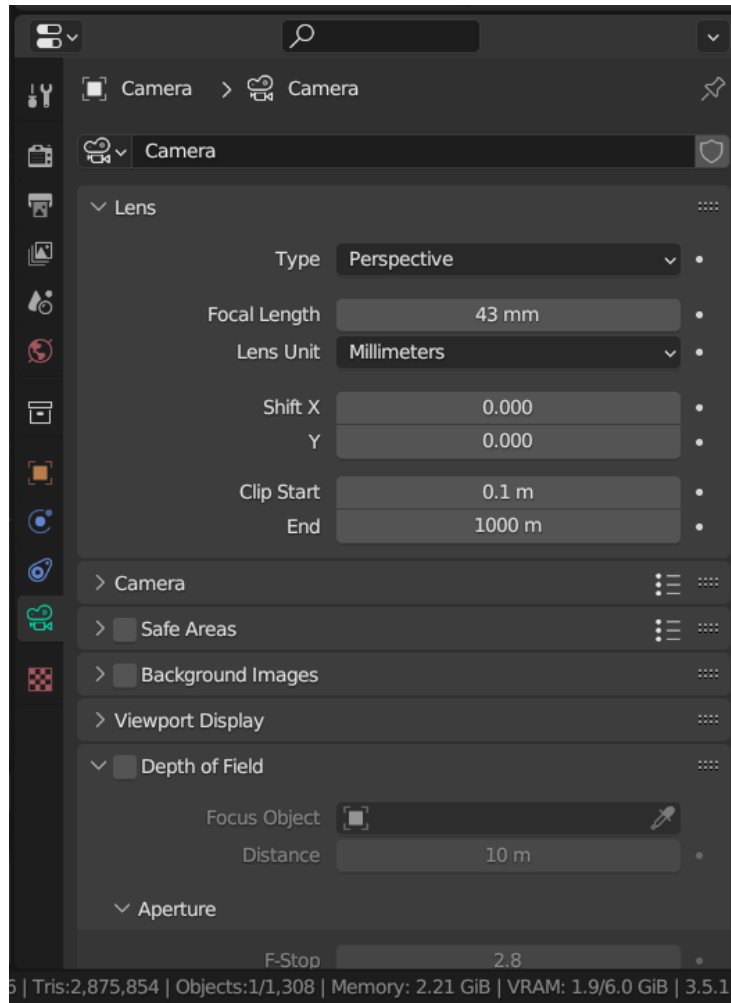 Camera > Camera
Camera
Lens
Type Perspective
Focal Length 43 mm
Lens Unit Millimeters
Shift X 0.000
Y 0.000
Clip Start 0.1 m
End 1000 m
Camera
Safe Areas
Background Images
Viewport Display
Depth of Field
Focus Object
Distance 10 m
Aperture
F-Stop 2.8
| Tris:2,875,854 | Objects:1/1,308 | Memory: 2.21 GiB | VRAM: 1.9/6.0 GiB | 3.5.1